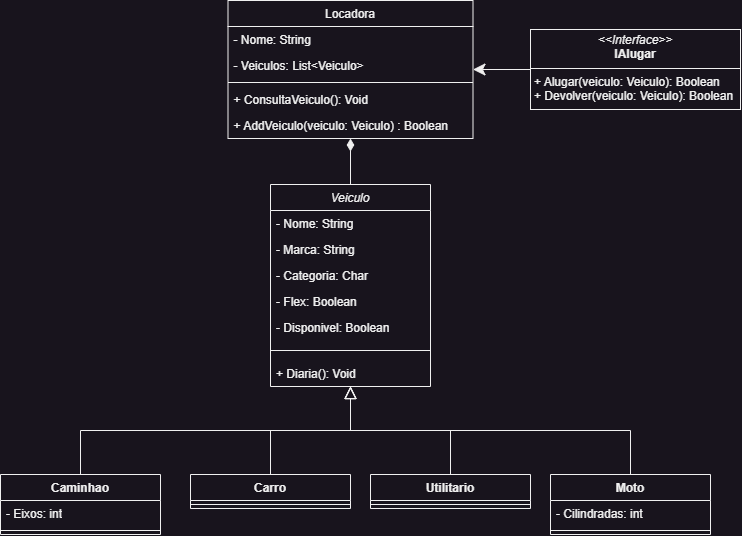 Locadora
- Nome: String
- Veiculos: List<Veiculo>
+ ConsultaVeiculo(): Void
+ AddVeiculo(veiculo: Veiculo) : Boolean
<<Interface>>
IAlugar
+ Alugar(veiculo: Veiculo): Boolean
+ Devolver(veiculo: Veiculo): Boolean
Veiculo
- Nome: String
- Marca: String
- Categoria: Char
- Flex: Boolean
- Disponivel: Boolean
+ Diaria(): Void
Caminhao
- Eixos: int
Carro
Utilitario
Moto
- Cilindradas: int